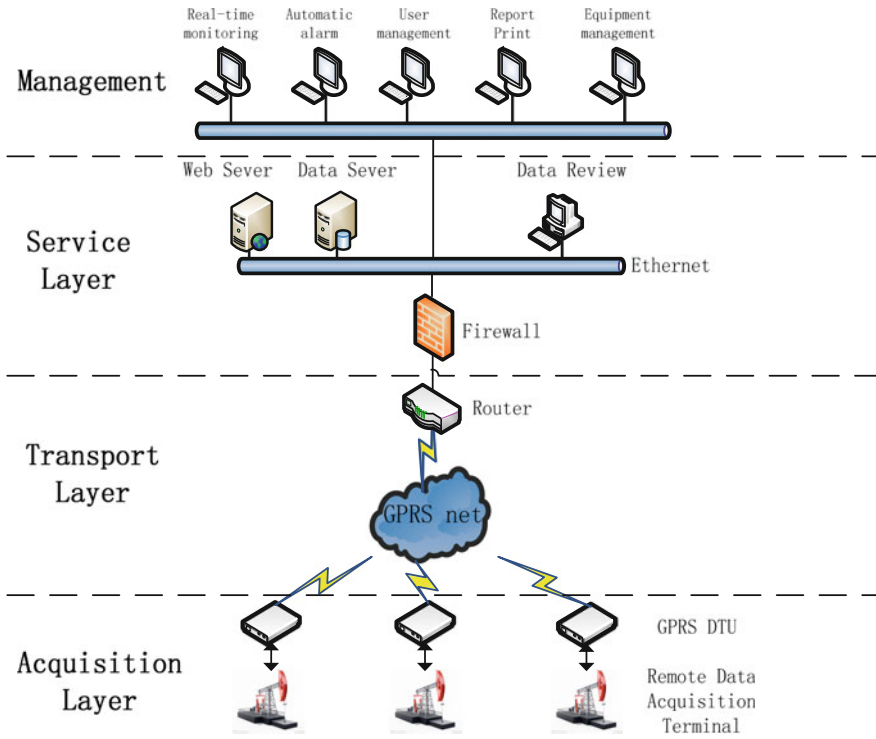 Real-time
monitoring
Automatic
alarm
User
management
Report
Print
Equipment
management
Management
Web Sever
Data Sever
Data Review
Service
Layer
Ethernet
Firewall
Router
Transport
Layer
GPRS net
GPRS DTU
Acquisition
Layer
Remote Data
Acquisition
Terminal